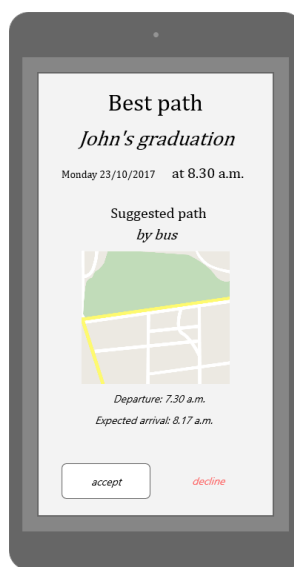 Best path
John's graduation
Monday 23/10/2017 at 8.30 a.m.
Suggested path
by bus
Departure: 7.30 a.m.
Expected arrival: 8.17 a.m.
accept decline